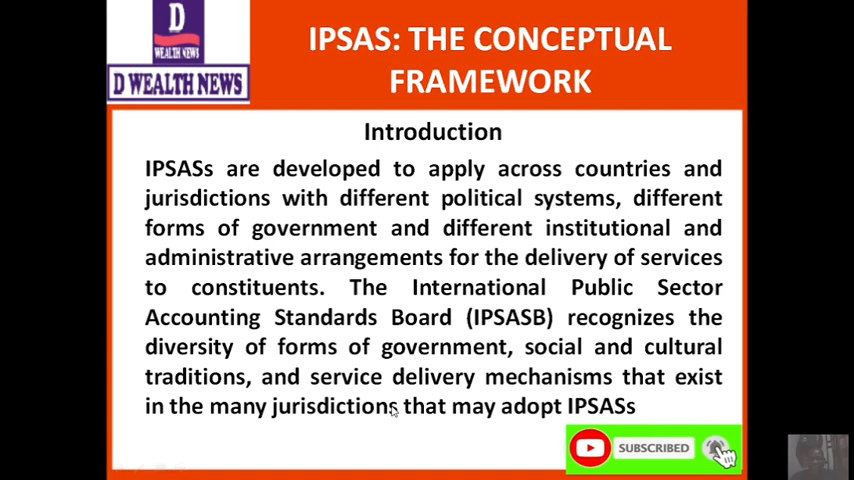 D
WEALTH NEWS
D WEALTH NEWS
IPSAS: THE CONCEPTUAL
FRAMEWORK
Introduction
IPSASs are developed to apply across countries and
jurisdictions with different political systems, different
forms of government and different institutional and
administrative arrangements for the delivery of services
to constituents. The International Public Sector
Accounting Standards Board (IPSASB) recognizes the
diversity of forms of government, social and cultural
traditions, and service delivery mechanisms that exist
in the many jurisdictions that may adopt IPSASs
SUBSCRIBED